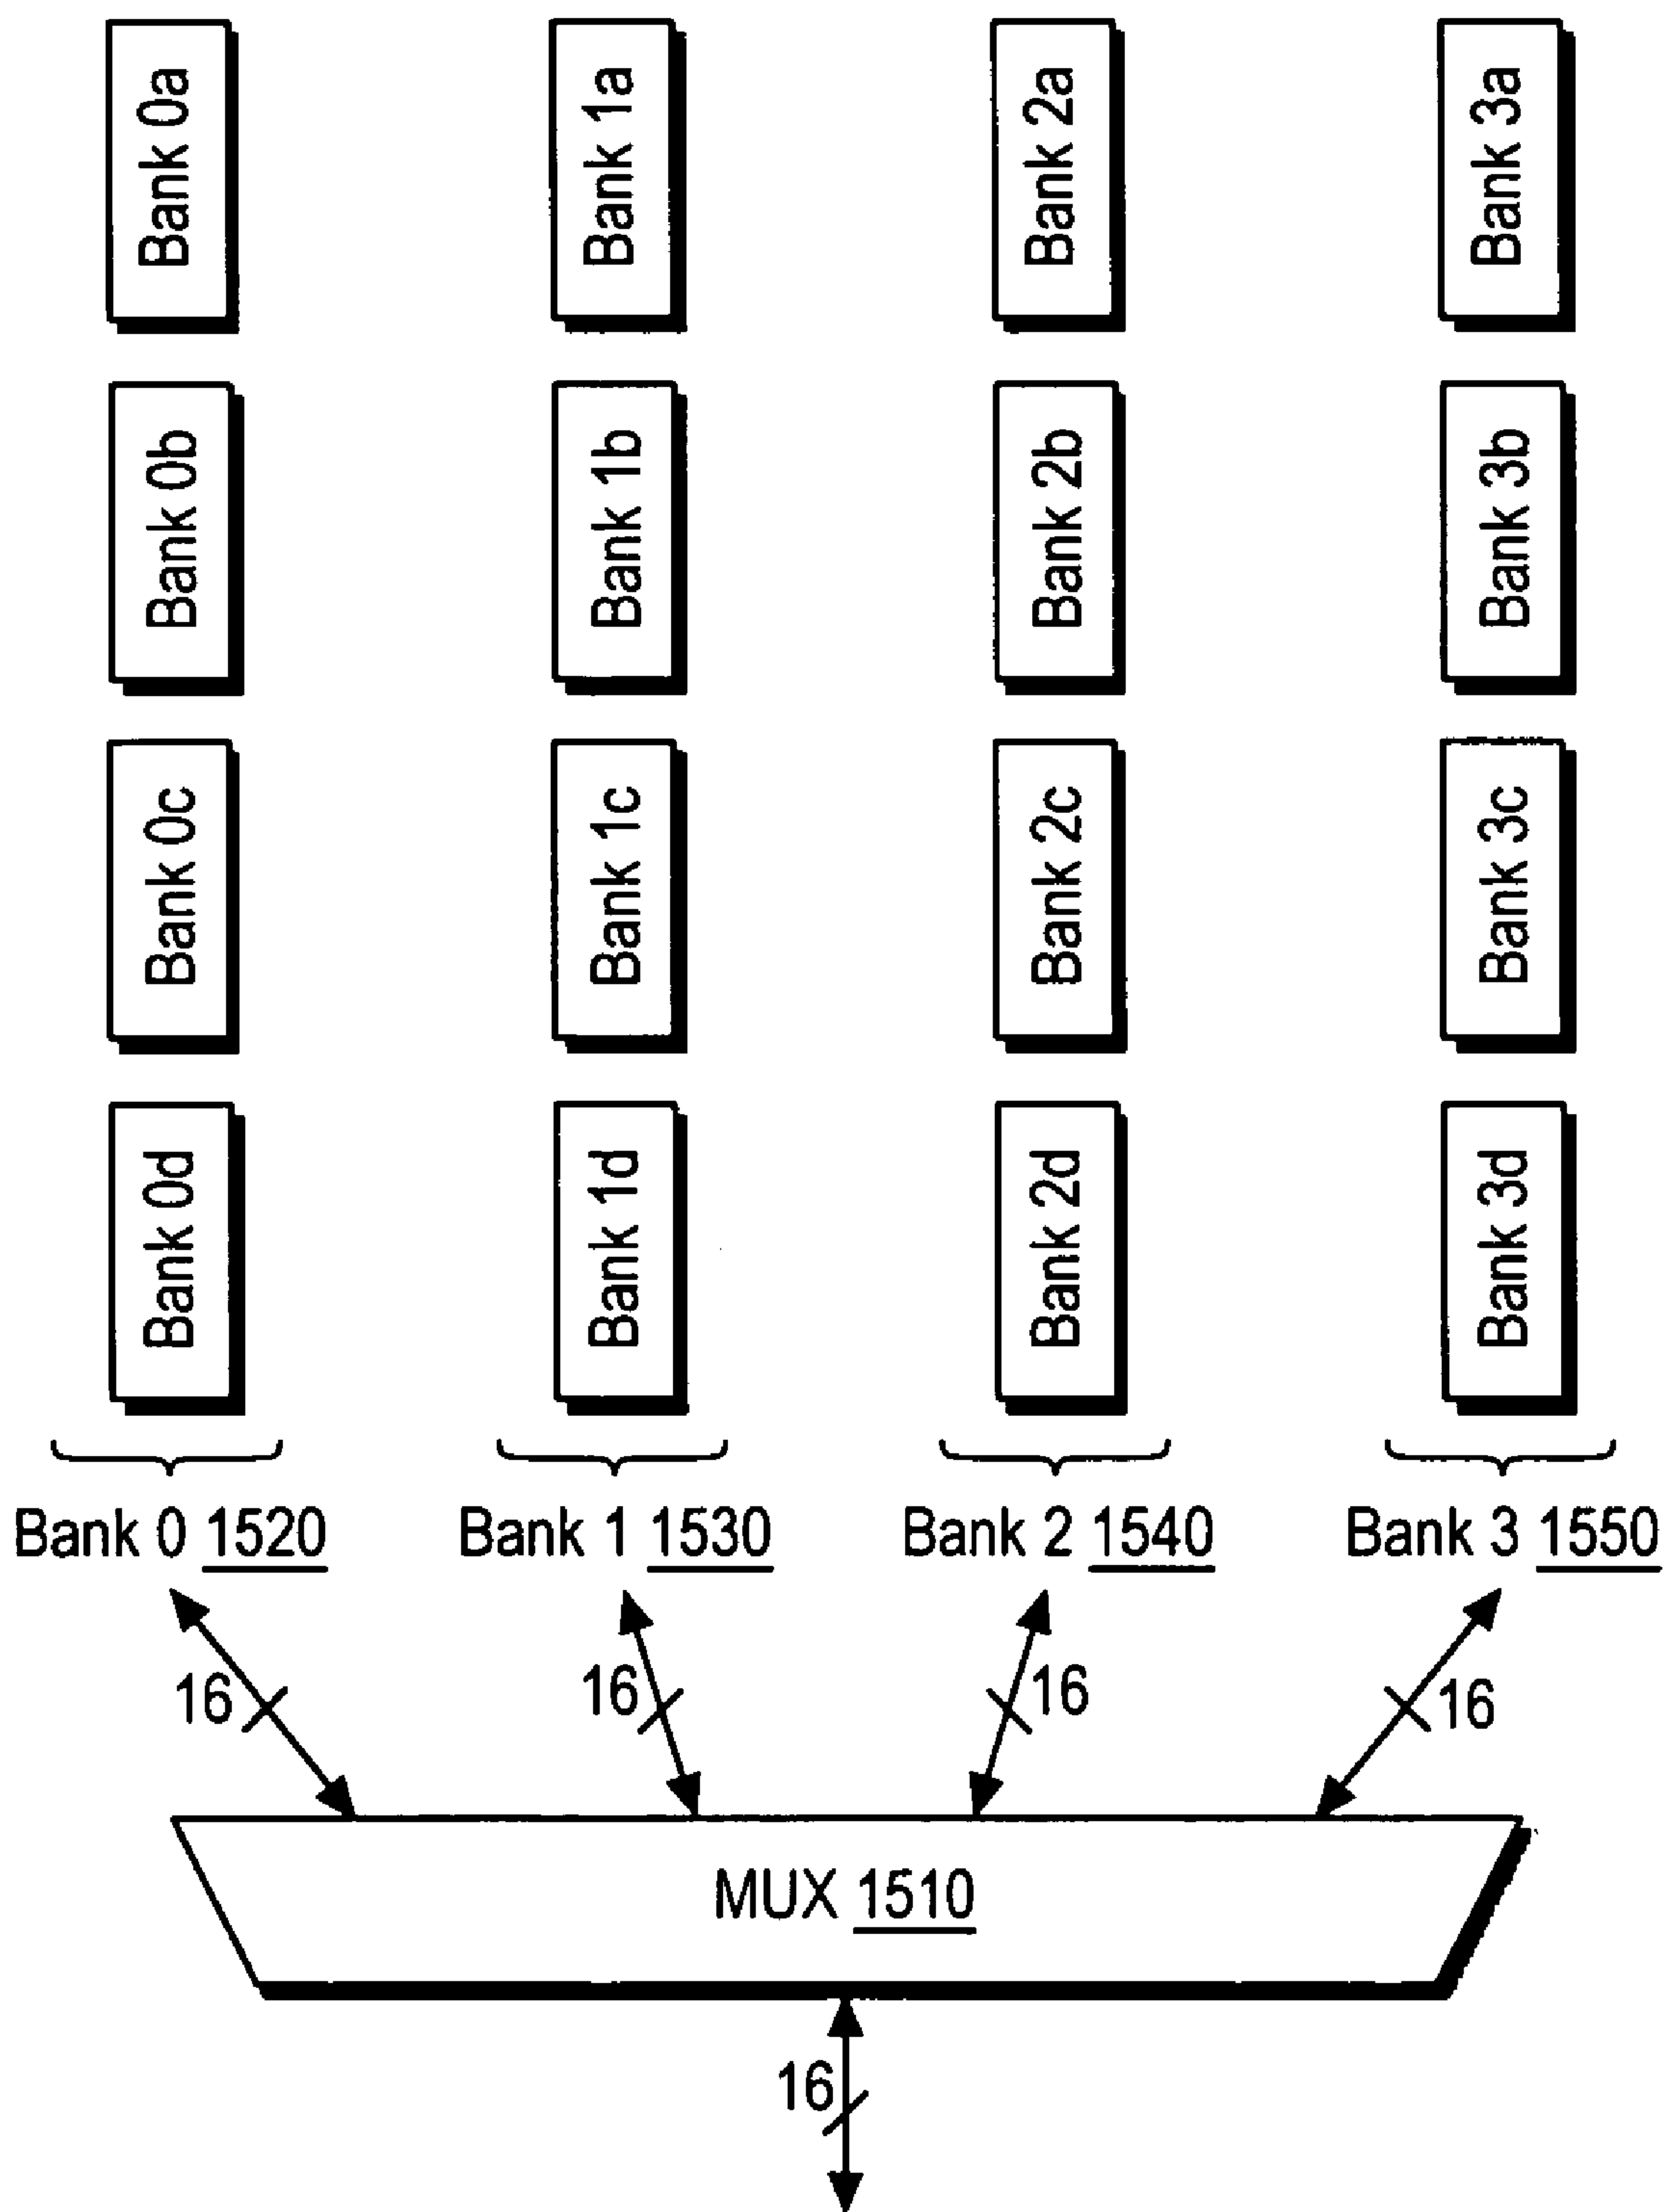 Bank 0a
Bank 1a
Bank 2a
Bank 3a
Bank 0b
Bank 1b
Bank 2b
Bank 3b
Bank 0c
Bank 1c
Bank 2c
Bank 3c
Bank 0d
Bank 1d
Bank 2d
Bank 3d
Bank 0 1520
Bank 1 1530
Bank 2 1540
Bank 3 1550
16
16
16
16
MUX 1510
16